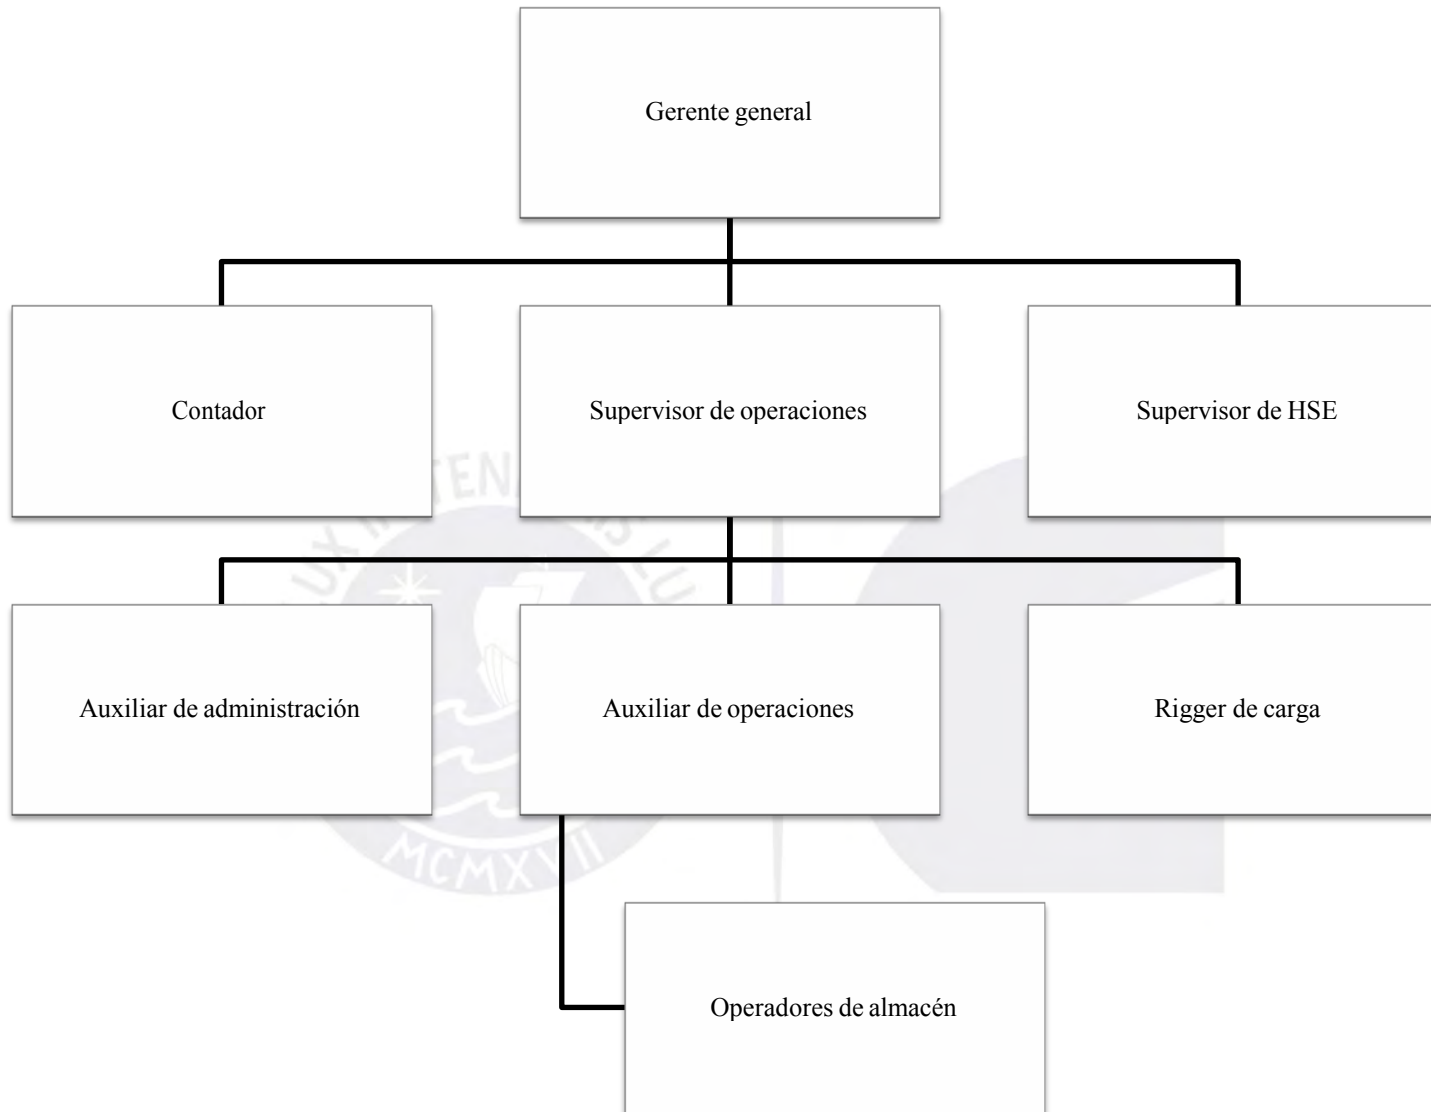 Gerente general
Contador
Supervisor de operaciones
Supervisor de HSE
Auxiliar de administración
Auxiliar de operaciones
Rigger de carga
MCMXVII
Operadores de almacén